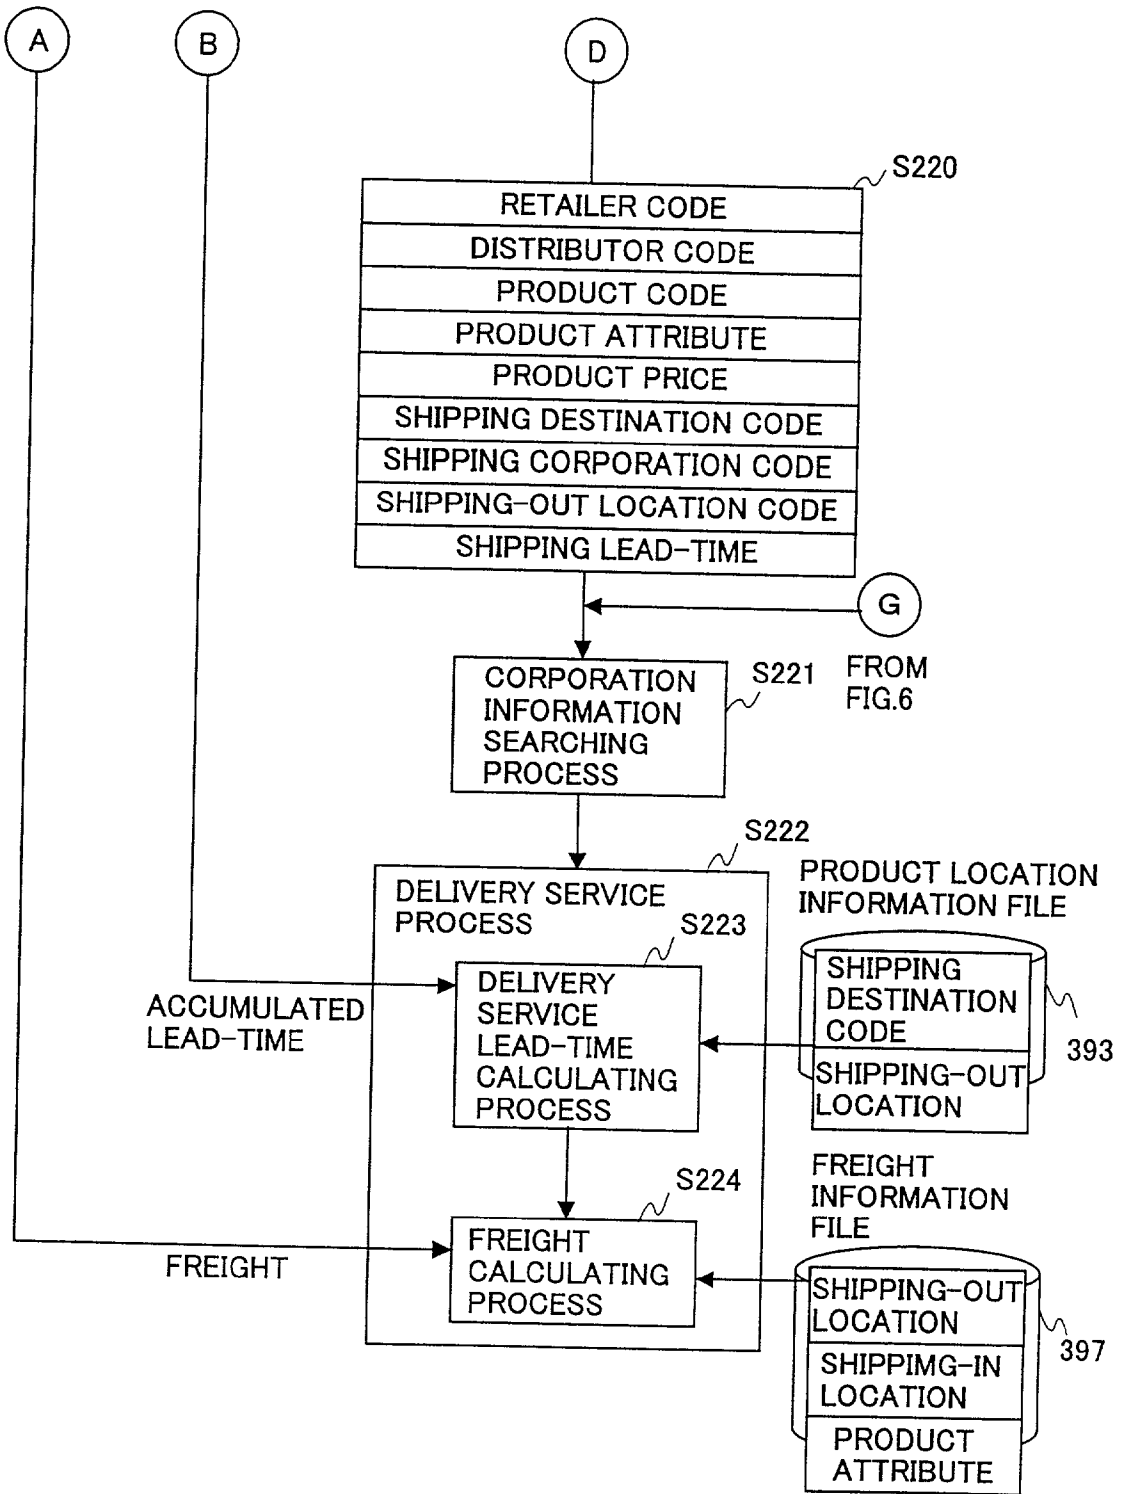 A
B
D
S220
RETAILER CODE
DISTRIBUTOR CODE
PRODUCT CODE
PRODUCT ATTRIBUTE
PRODUCT PRICE
SHIPPING DESTINATION CODE
SHIPPING CORPORATION CODE
SHIPPING-OUT LOCATION CODE
SHIPPING LEAD-TIME
G
FROM
FIG.6
S221
CORPORATION
INFORMATION
SEARCHING
PROCESS
S222
DELIVERY SERVICE
PROCESS
S223
DELIVERY
SERVICE
LEAD-TIME
CALCULATING
PROCESS
ACCUMULATED
LEAD-TIME
PRODUCT LOCATION
INFORMATION FILE
SHIPPING
DESTINATION
CODE
SHIPPING-OUT
LOCATION
393
S224
FREIGHT
CALCULATING
PROCESS
FREIGHT
FREIGHT
INFORMATION
FILE
SHIPPING-OUT
LOCATION
SHIPPIMG-IN
LOCATION
PRODUCT
ATTRIBUTE
397